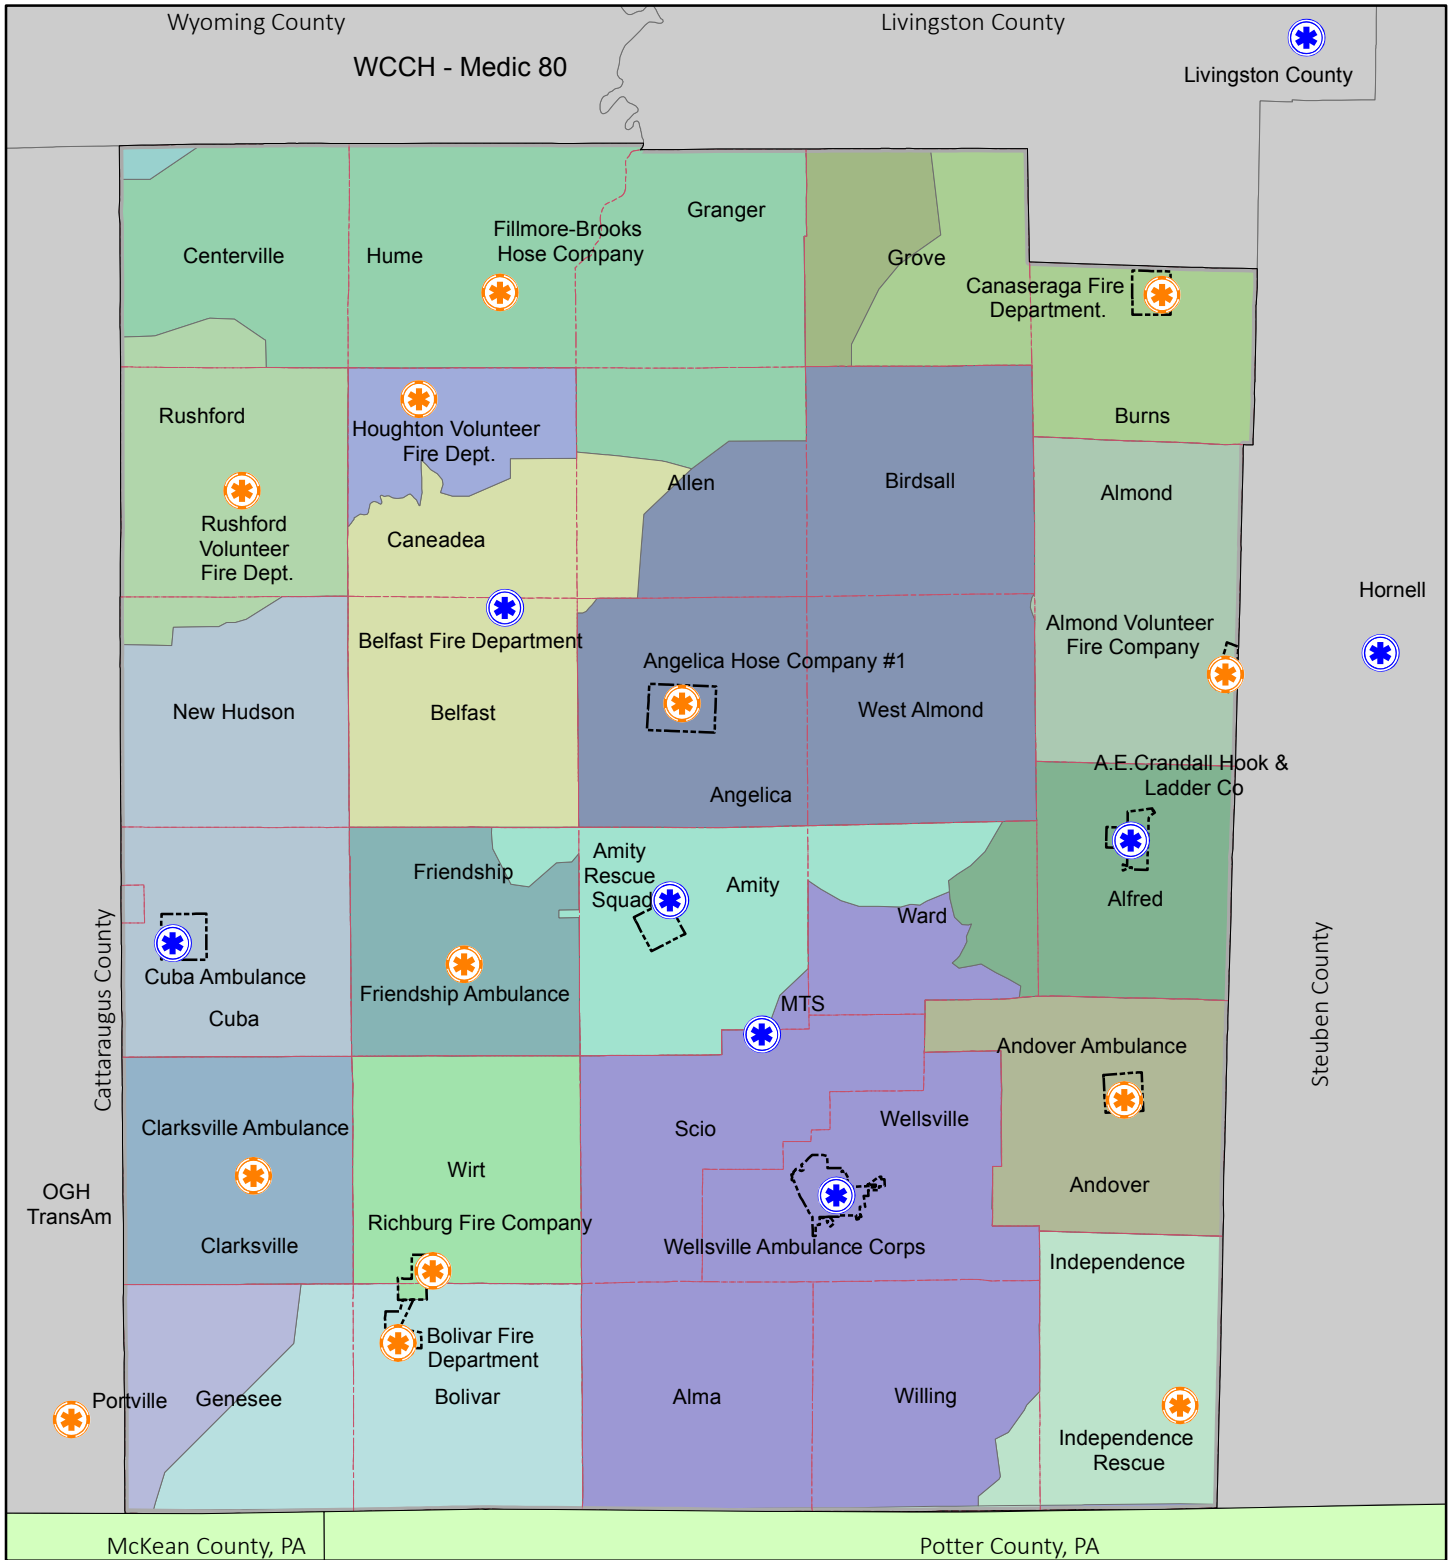 Wyoming County
Livingston County
WCCH - Medic 80
Livingston County
Granger
Fillmore-Brooks
Hose Company
Centerville
Hume
Grove
Canaseraga Fire
Department.
Rushford
Burns
Houghton Volunteer
Fire Dept.
Allen
Birdsall
Almond
Rushford
Volunteer
Fire Dept.
Caneadea
Hornell
Almond Volunteer
Fire Company
Belfast Fire Department
Angelica Hose Company #1
New Hudson
Belfast
West Almond
A.E.Crandall Hook &
Ladder Co
Angelica
Amity
Rescue
Squad
Friendship
Amity
Alfred
Ward
Cattaraugus County
Steuben County
Cuba Ambulance
Friendship Ambulance
MTS
Cuba
Andover Ambulance
Clarksville Ambulance
Scio
Wellsville
Wirt
OGH
TransAm
Andover
Richburg Fire Company
Clarksville
Wellsville Ambulance Corps
Independence
Bolivar Fire
Department
Portville
Genesee
Bolivar
Alma
Willing
Independence
Rescue
McKean County, PA
Potter County, PA